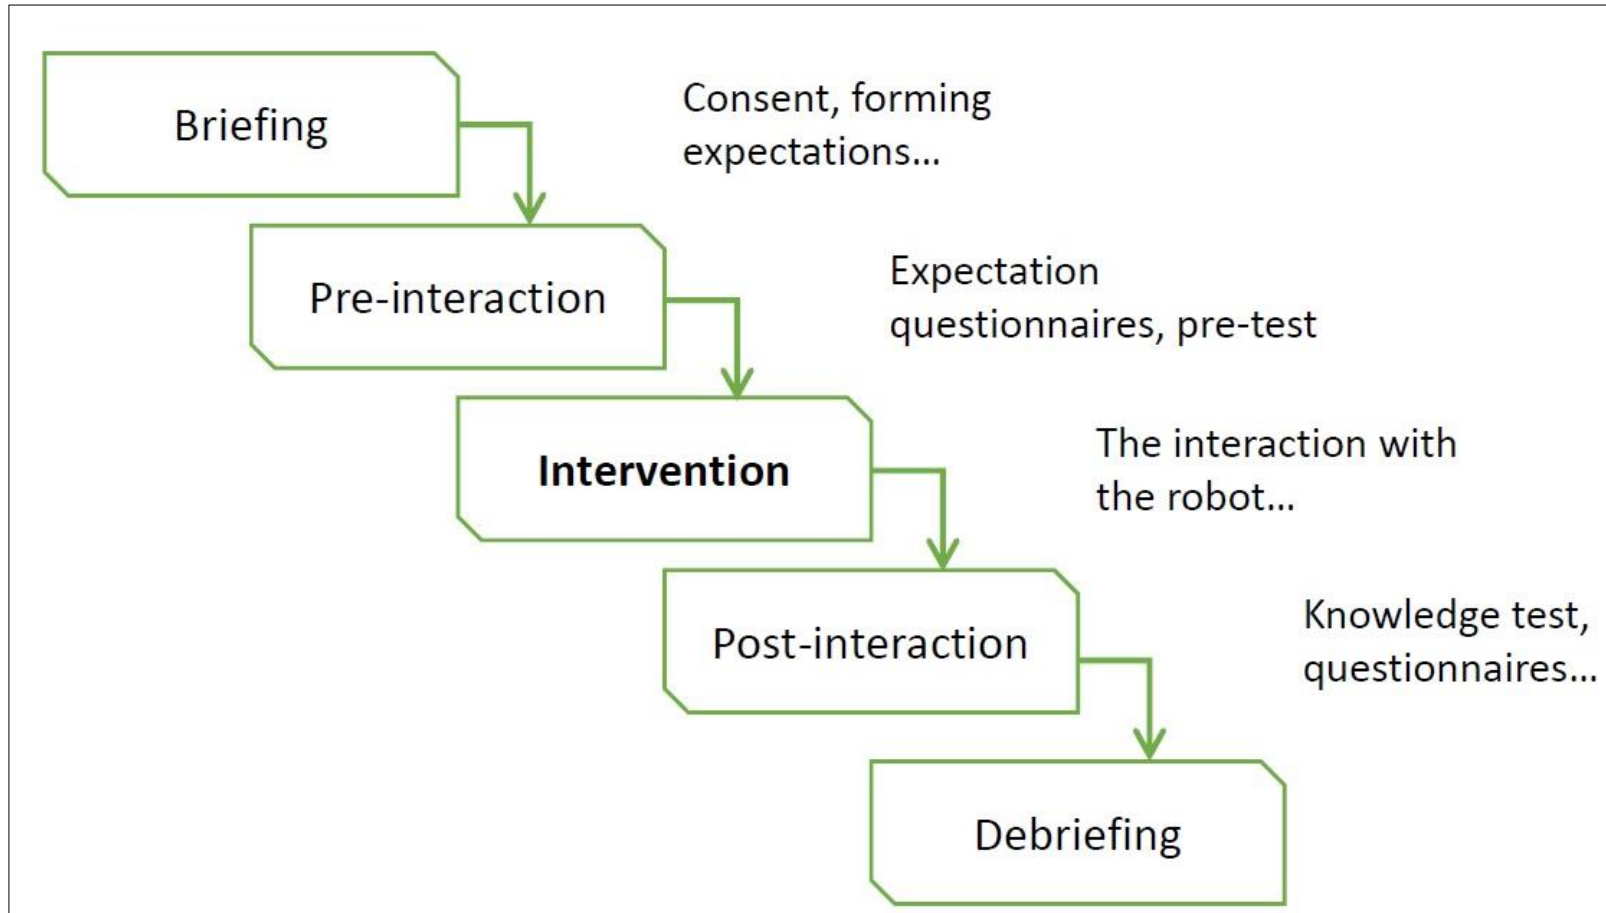 Briefing
Consent, forming
expectations...
Pre-interaction
Expectation
questionnaires, pre-test
Intervention
The interaction with
the robot...
Post-interaction
Knowledge test,
questionnaires...
Debriefing